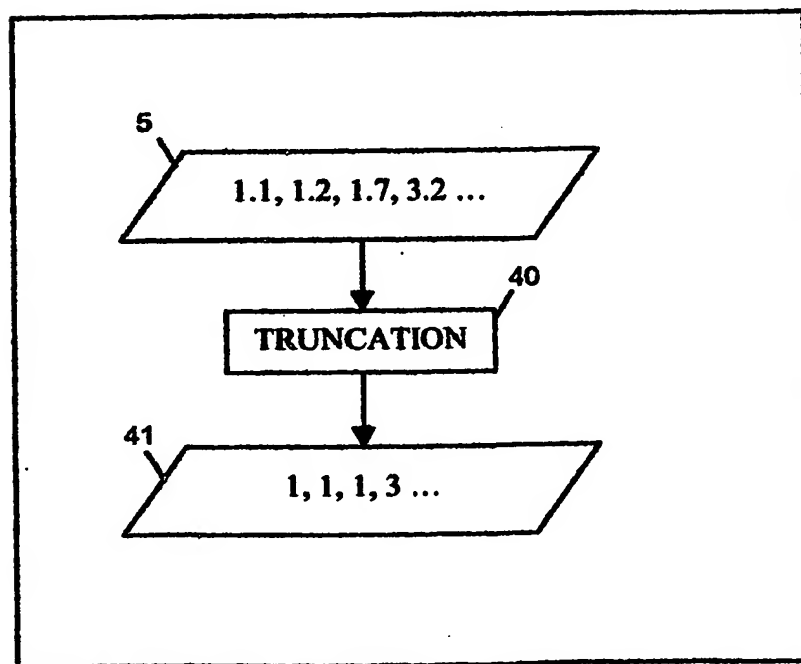 5
1.1, 1.2, 1.7, 3.2 ...
40
TRUNCATION
41
1, 1, 1, 3 ...